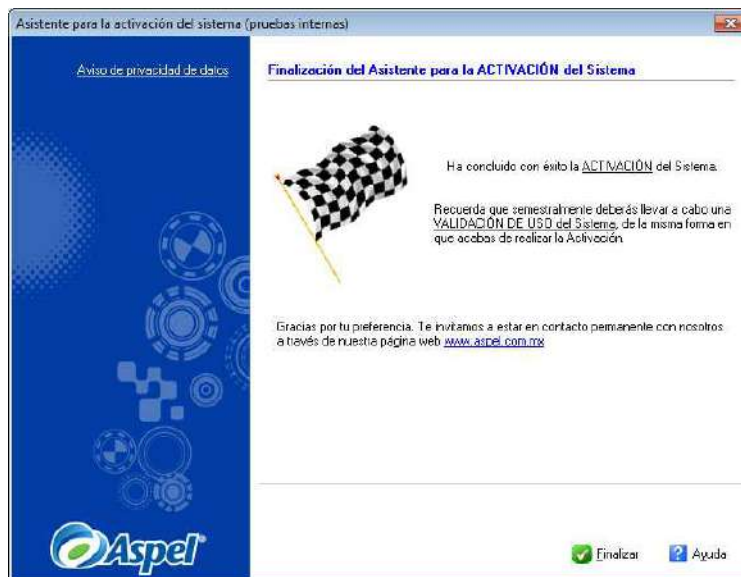 Asistente para la activación del sistema (pruebas internas)
Aviso de privacidad de datos
Finalización del Asistente para la ACTIVACIÓN del Sistema
Ha concluido con éxito la ACTIVACIÓN del Sistema.
Recuerda que semestralmente deberás llevar a cabo una
VALIDACIÓN DE USO del Sistema, de la misma forma en
que acabas de realizar la Activación.
Gracias por tu preferencia. Te invitamos a estar en contacto permanente con nosotros
a través de nuestra página web www.aspel.com.mx
Aspel
Finalizar
Ayuda